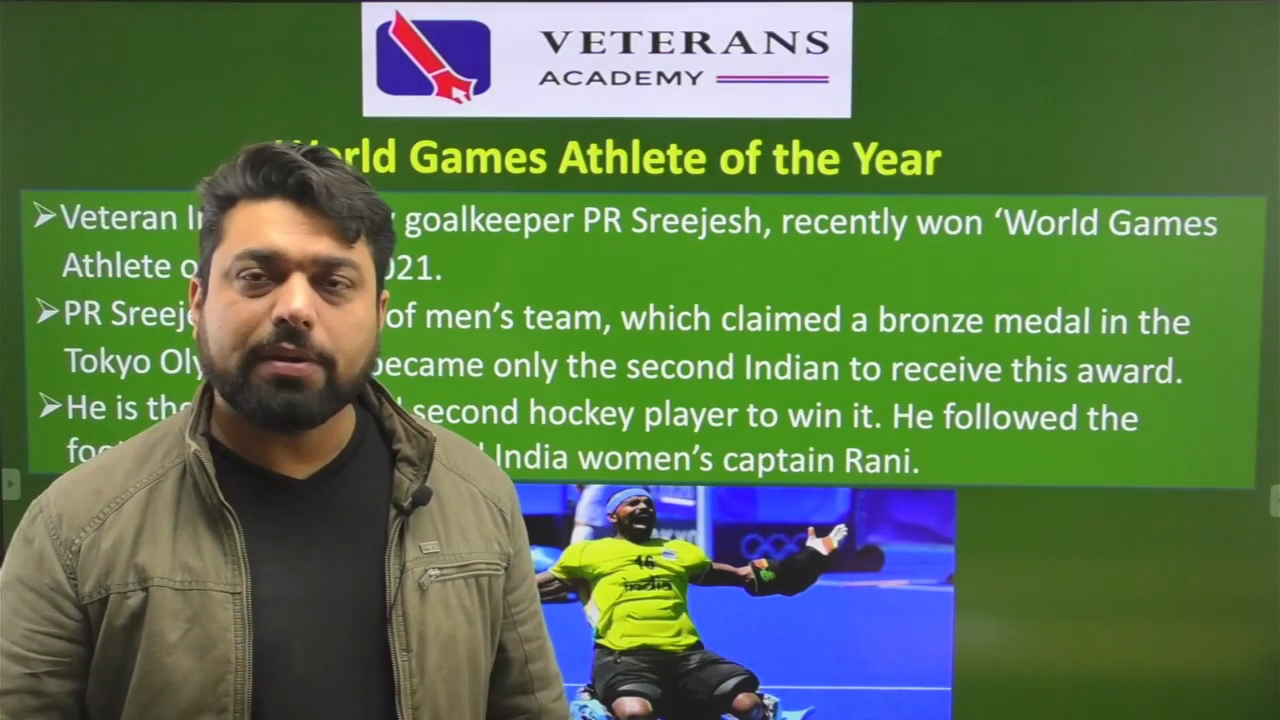 VETERANS
ACADEMY
World Games Athlete of the Year
Veteran goalkeeper PR Sreejesh, recently won ‘World Games
Athlete 021.
PR Sreeje of men’s team, which claimed a bronze medal in the
Tokyo Oly became only the second Indian to receive this award.
He is the second hockey player to win it. He followed the
India women’s captain Rani.
16
india